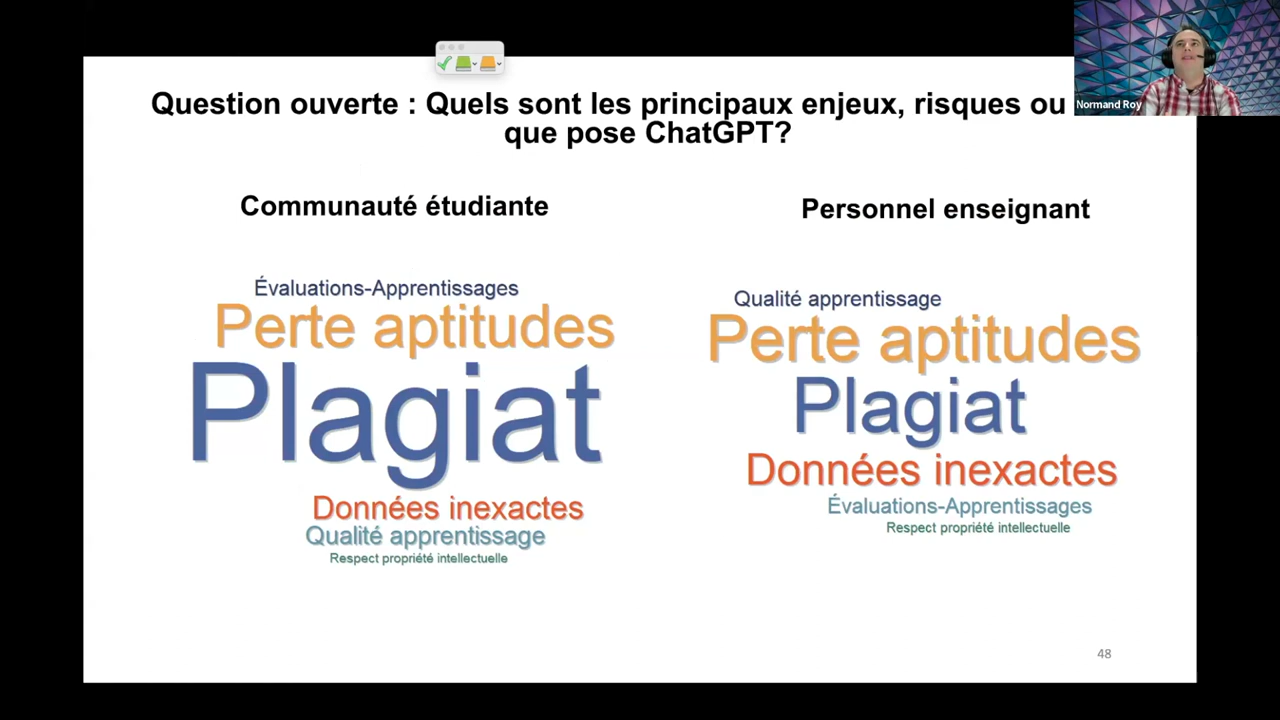 Question ouverte : Quels sont les principaux enjeux, risques ou
que pose ChatGPT?
Normand Roy
Communauté étudiante
Évaluations-Apprentissages
Perte aptitudes
Plagiat
Données inexactes
Qualité apprentissage
Respect propriété intellectuelle
Personnel enseignant
Qualité apprentissage
Perte aptitudes
Plagiat
Données inexactes
Évaluations-Apprentissages
Respect propriété intellectuelle
48